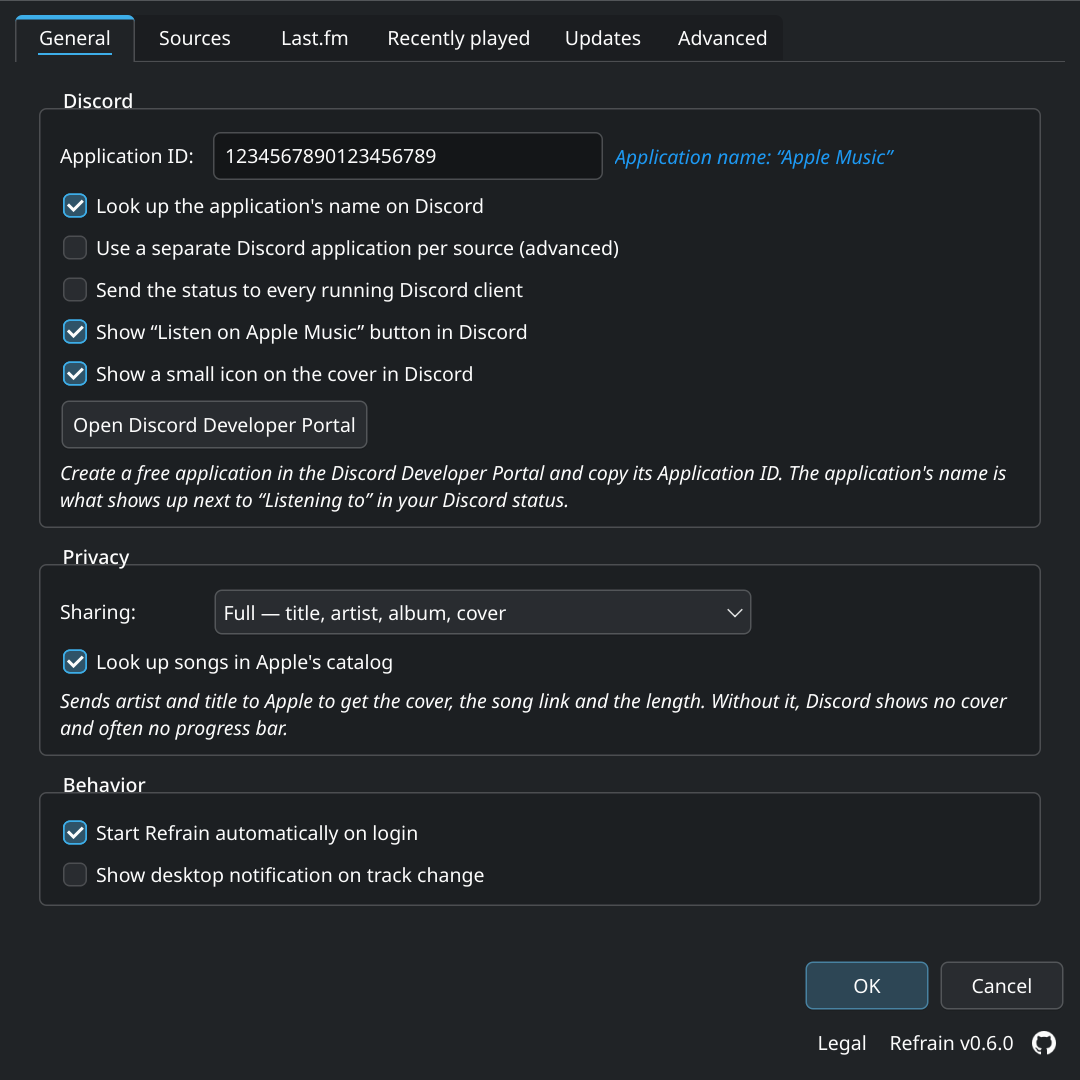 General Sources Last.fm Recently played Updates Advanced
Discord
Application ID: 1234567890123456789 Application name: “Apple Music”
Look up the application's name on Discord
Use a separate Discord application per source (advanced)
Send the status to every running Discord client
Show “Listen on Apple Music” button in Discord
Show a small icon on the cover in Discord
Open Discord Developer Portal
Create a free application in the Discord Developer Portal and copy its Application ID. The application's name is
what shows up next to “Listening to” in your Discord status.
Privacy
Sharing: Full — title, artist, album, cover
Look up songs in Apple's catalog
Sends artist and title to Apple to get the cover, the song link and the length. Without it, Discord shows no cover
and often no progress bar.
Behavior
Start Refrain automatically on login
Show desktop notification on track change
OK Cancel
Legal Refrain v0.6.0